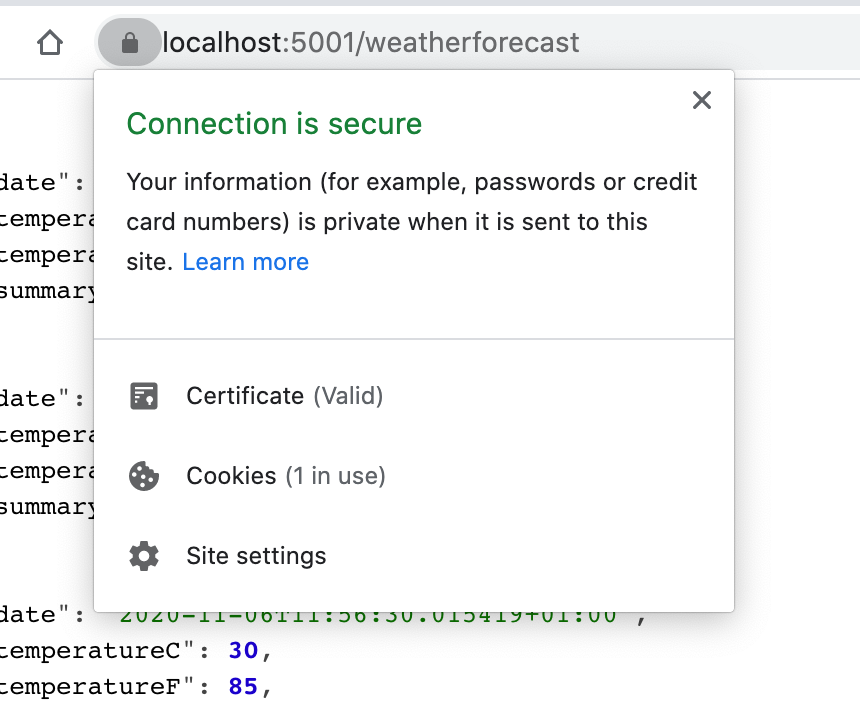 localhost:5001/weatherforecast
Connection is secure
Your information (for example, passwords or credit
card numbers) is private when it is sent to this
site. Learn more
date":
tempera
tempera
summary
Certificate (Valid)
date":
tempera
Cookies (1 in use)
tempera
summary
Site settings
date": "2020-11-06T11:56:30.015419+01:00",
temperatureC": 30,
temperatureF": 85,